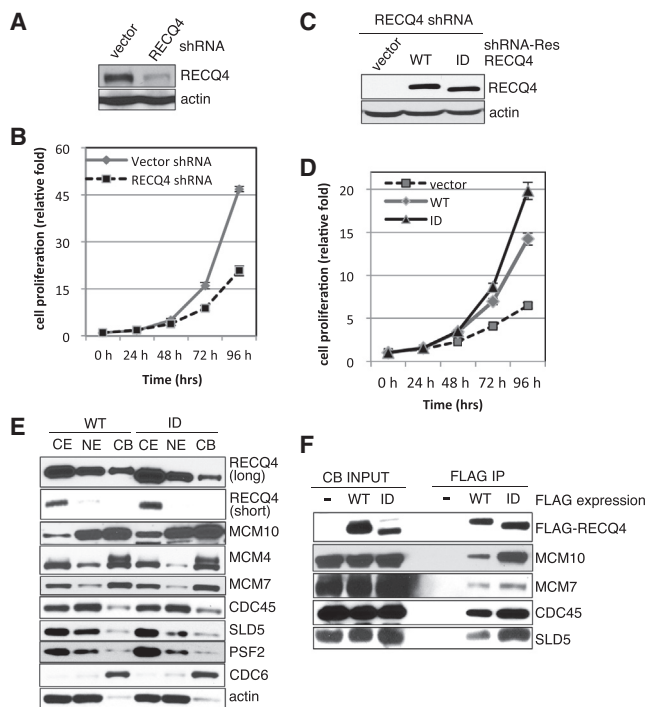 A
vector
RECQ4
shRNA
RECQ4
actin
B
60
45
30
15
0
cell proliferation (relative fold)
Vector shRNA
RECQ4 shRNA
0 h 24 h 48 h 72 h 96 h
Time (hrs)
C
RECQ4 shRNA
vector
WT ID
shRNA-Res
RECQ4
RECQ4
actin
D
20
15
10
5
0
cell proliferation (relative fold)
vector
WT
ID
0 h 24 h 48 h 72 h 96 h
Time (hrs)
E
WT ID
CE NE CB CE NE CB
RECQ4
(long)
RECQ4
(short)
MCM10
MCM4
MCM7
CDC45
SLD5
PSF2
CDC6
actin
F
CB INPUT FLAG IP
- WT ID - WT ID FLAG expression
FLAG-RECQ4
MCM10
MCM7
CDC45
SLD5